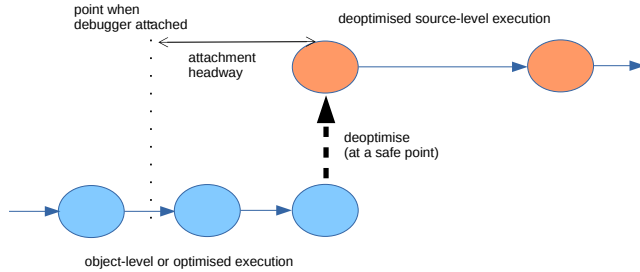 point when
debugger attached
deoptimised source-level execution
attachment
headway
deoptimise
(at a safe point)
object-level or optimised execution